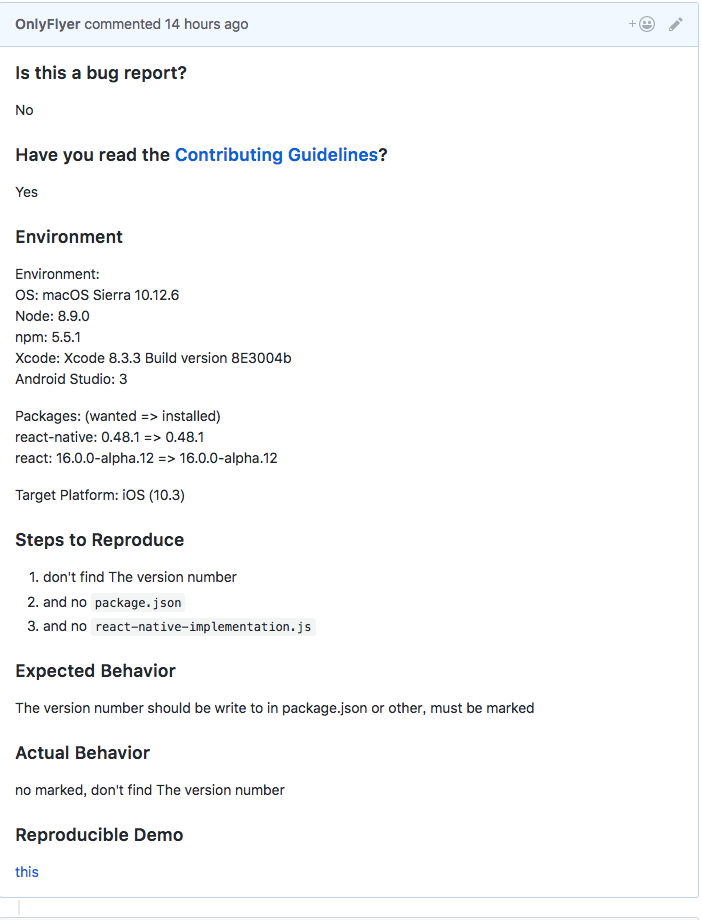 OnlyFlyer commented 14 hours ago
Is this a bug report?
No
Have you read the Contributing Guidelines?
Yes
Environment
Environment:
OS: macOS Sierra 10.12.6
Node: 8.9.0
npm: 5.5.1
Xcode: Xcode 8.3.3 Build version 8E3004b
Android Studio: 3
Packages: (wanted => installed)
react-native: 0.48.1 => 0.48.1
react: 16.0.0-alpha.12 => 16.0.0-alpha.12
Target Platform: iOS (10.3)
Steps to Reproduce
1. don't find The version number
2. and no package.json
3. and no react-native-implementation.js
Expected Behavior
The version number should be write to in package.json or other, must be marked
Actual Behavior
no marked, don't find The version number
Reproducible Demo
this